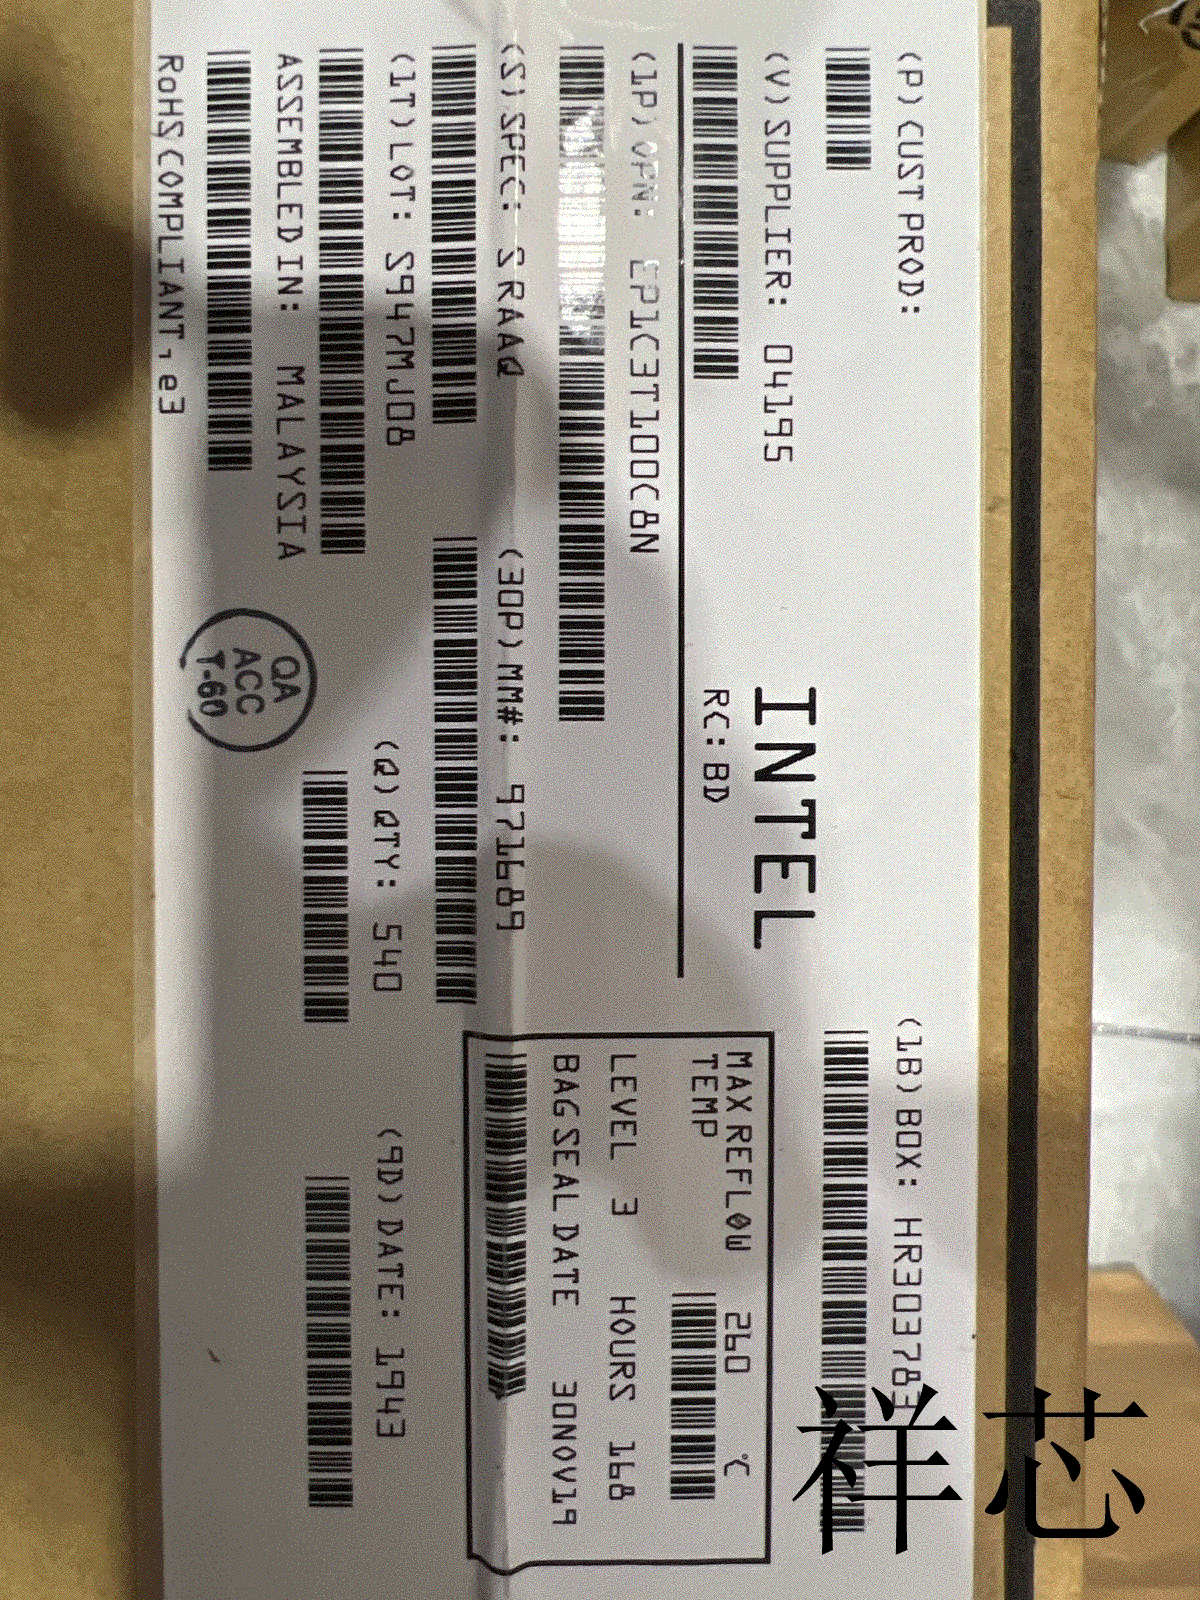 (P) CUST PROD:
(1B) BOX: HR303783
(V) SUPPLIER: 04195
INTEL
RC: BD
(1P) OPN: EP1C3T100C8N
MAX REFLOW 260 °C
TEMP
LEVEL 3 HOURS 168
BAG SEAL DATE 30NOV19
(S) SPEC: S RAAQ
(30P) MM#: 971689
(1T) LOT: S947MJ08
(Q) QTY: 540
(9D) DATE: 1943
ASSEMBLED IN: MALAYSIA
RoHS COMPLIANT, e3
QA
ACC
T-60
祥芯